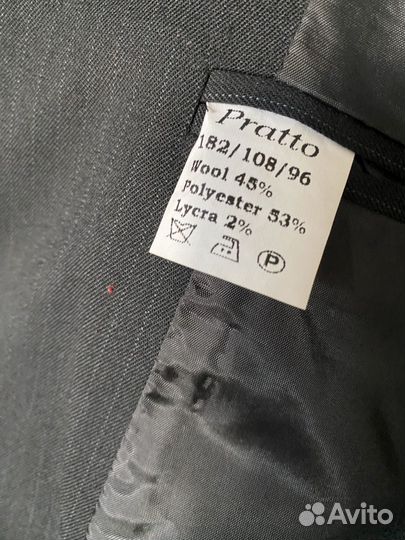 Pratto
182/108/96
Wool 45%
Polyester 53%
Lycra 2%
P
Avito